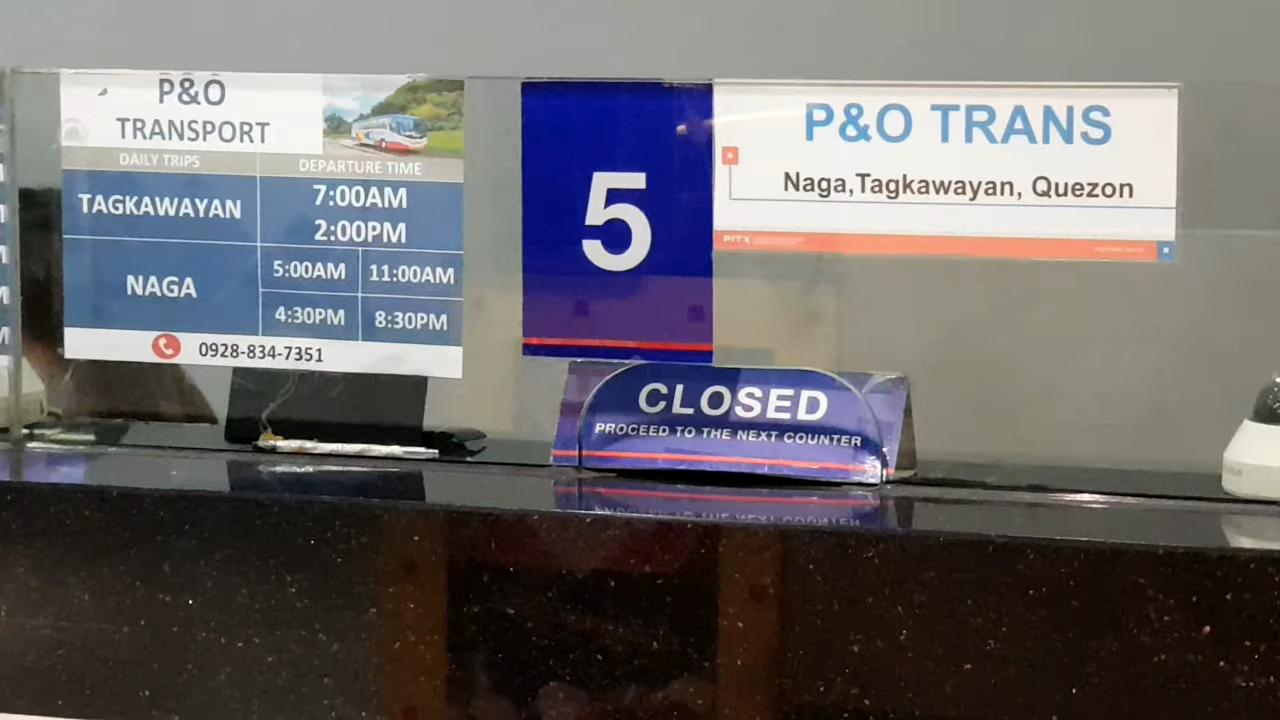 P&O
TRANSPORT
DAILY TRIPS
DEPARTURE TIME
TAGKAWAYAN
7:00AM
2:00PM
NAGA
5:00AM
11:00AM
4:30PM
8:30PM
0928-834-7351
5
P&O TRANS
Naga,Tagkawayan, Quezon
PITX
CLOSED
PROCEED TO THE NEXT COUNTER